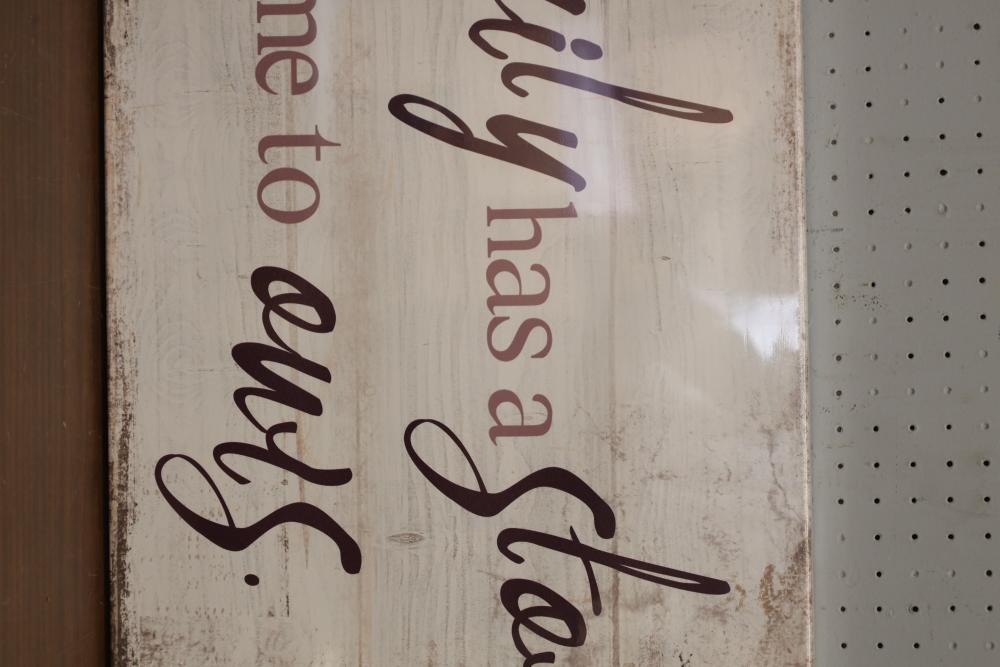 ily has a Sto
me to ours.